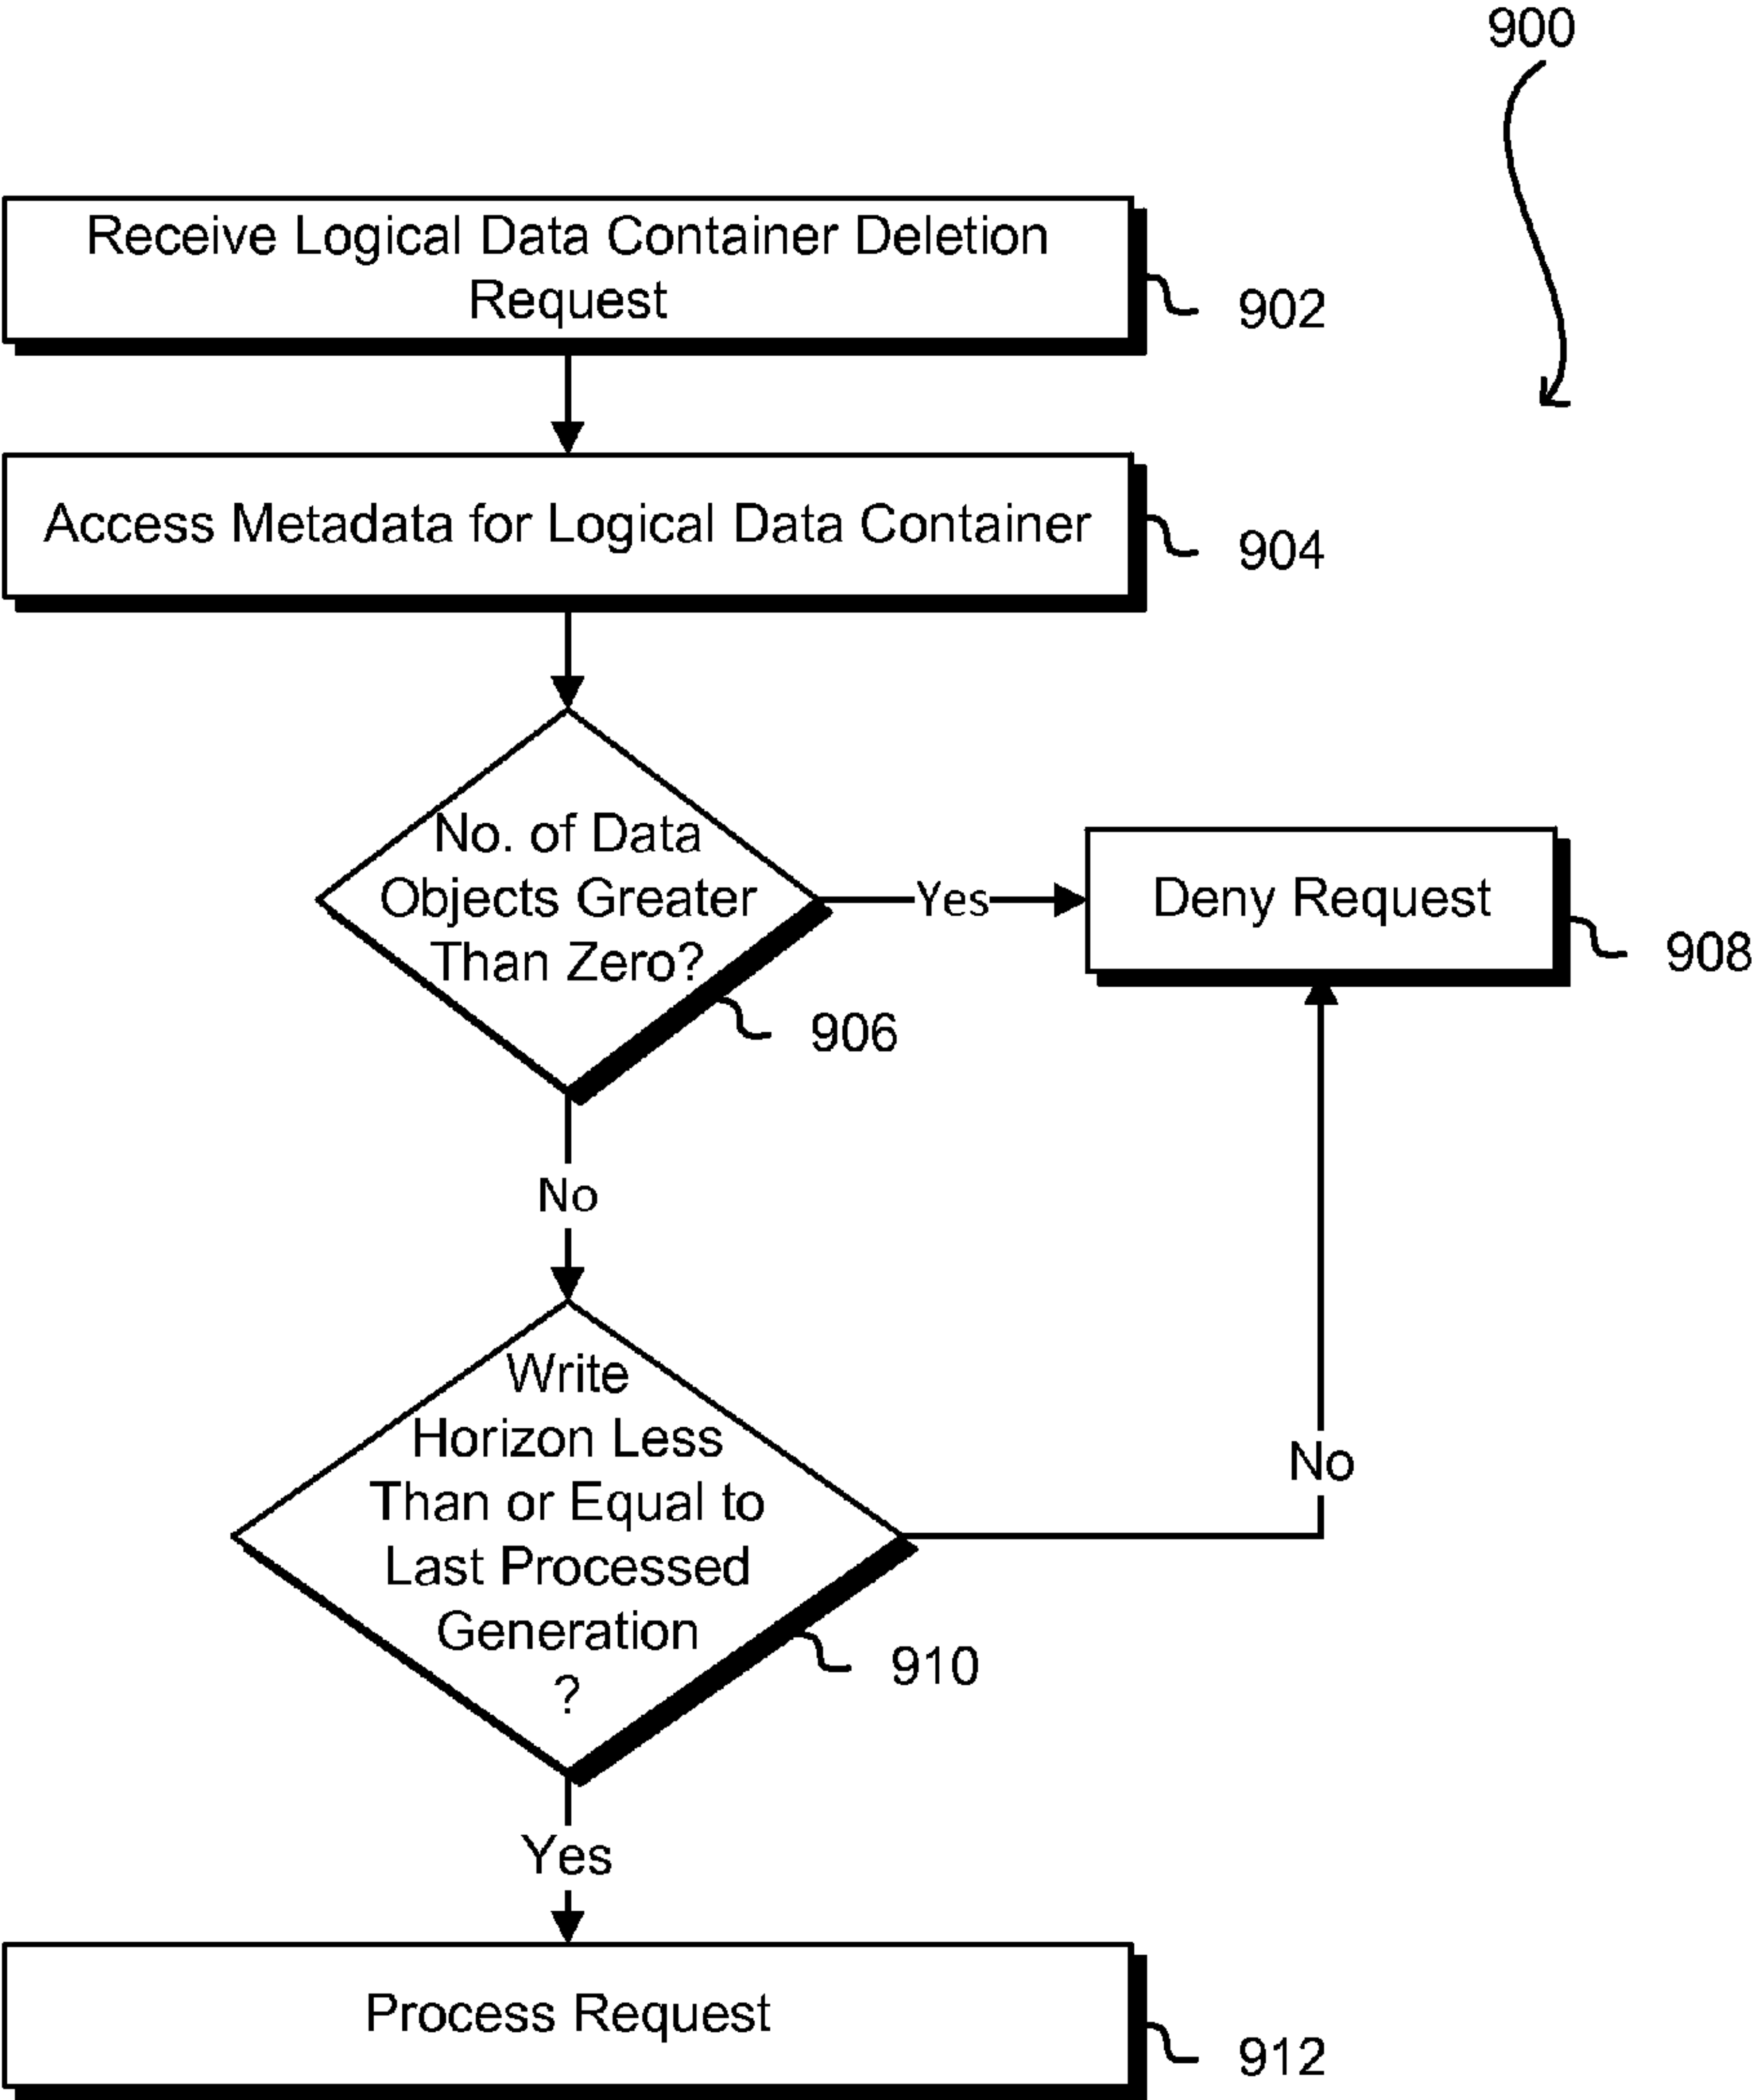 900
Receive Logical Data Container Deletion
Request
902
Access Metadata for Logical Data Container
904
No. of Data
Objects Greater
Than Zero?
906
Yes
Deny Request
908
No
Write
Horizon Less
Than or Equal to
Last Processed
Generation
?
910
No
Yes
Process Request
912